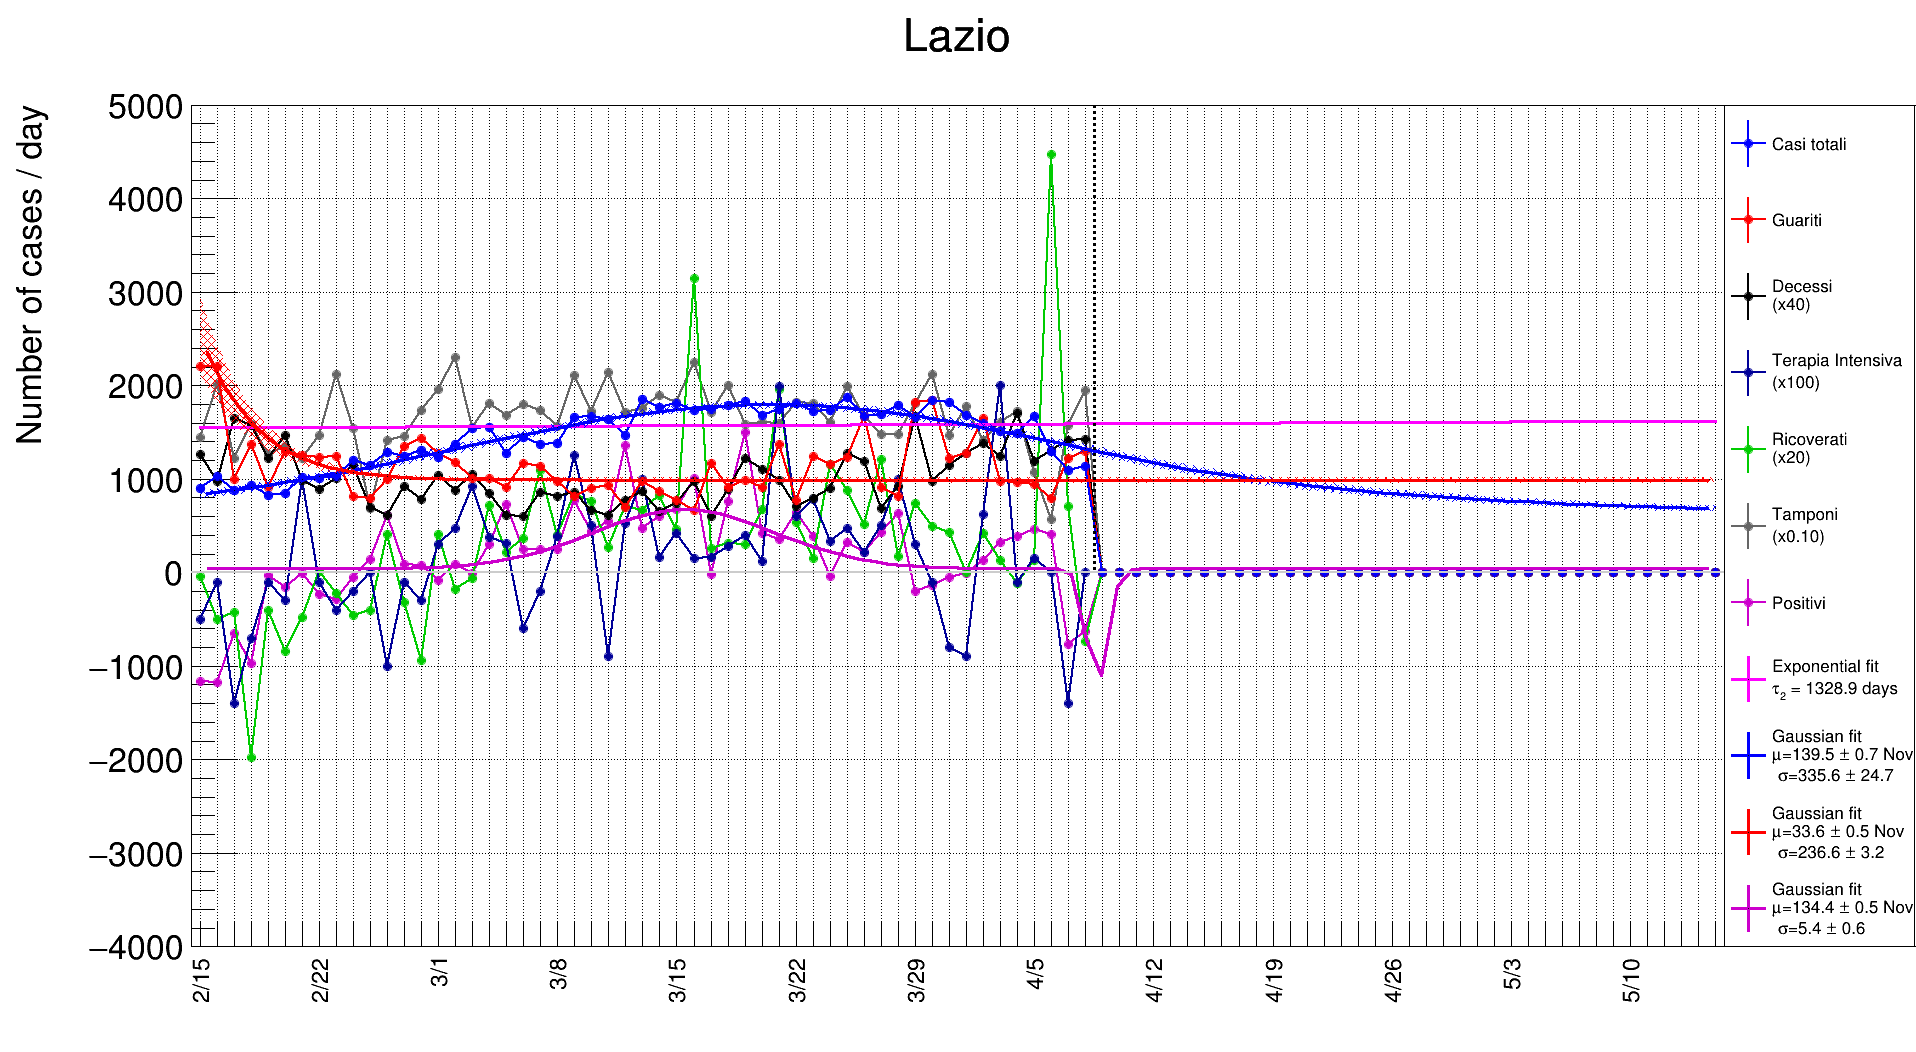 Lazio
Number of cases / day
5000
4000
3000
2000
1000
0
−1000
−2000
−3000
−4000
2/15
2/22
3/1
3/8
3/15
3/22
3/29
4/5
4/12
4/19
4/26
5/3
5/10
Casi totali
Guariti
Decessi
(x40)
Terapia Intensiva
(x100)
Ricoverati
(x20)
Tamponi
(x0.10)
Positivi
Exponential fit
τ2 = 1328.9 days
Gaussian fit
μ=139.5 ± 0.7 Nov
σ=335.6 ± 24.7
Gaussian fit
μ=33.6 ± 0.5 Nov
σ=236.6 ± 3.2
Gaussian fit
μ=134.4 ± 0.5 Nov
σ=5.4 ± 0.6